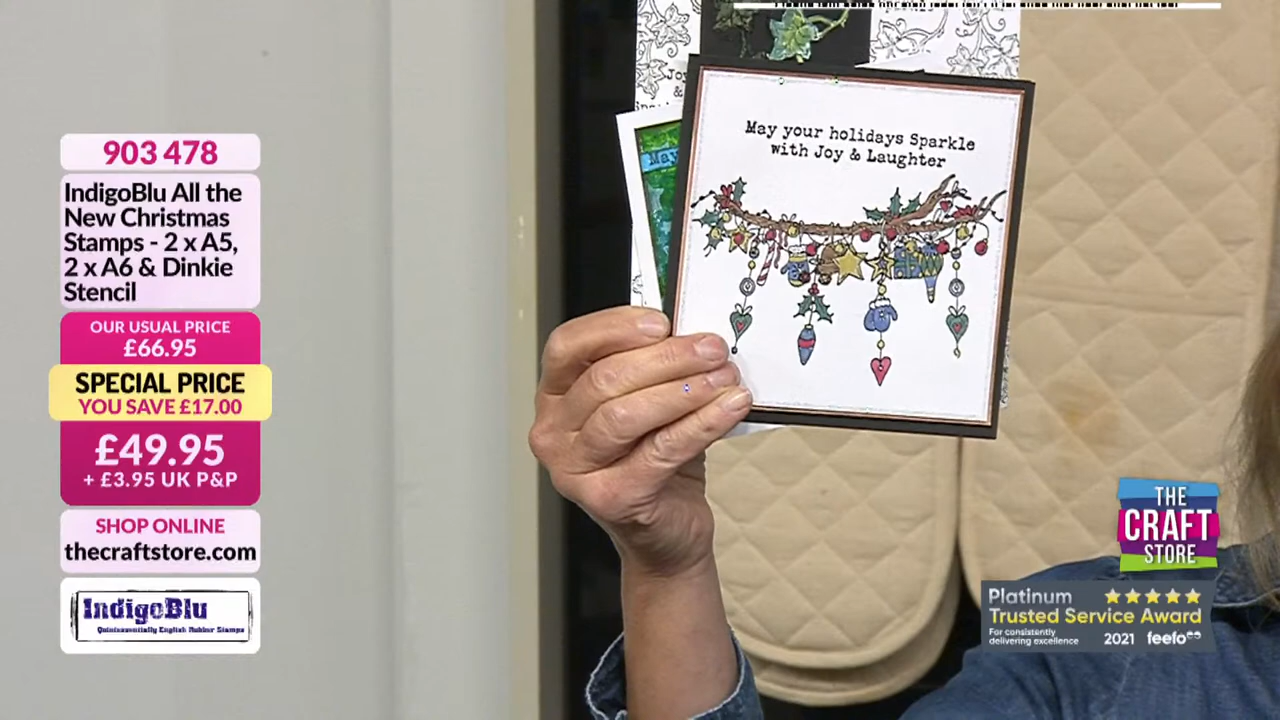 903 478
IndigoBlu All the
New Christmas
Stamps - 2 x A5,
2 x A6 & Dinkie
Stencil
OUR USUAL PRICE
£66.95
SPECIAL PRICE
YOU SAVE £17.00
£49.95
+ £3.95 UK P&P
SHOP ONLINE
thecraftstore.com
IndigoBlu
Quintessentially English Rubber Stamps
Joy
&
May
May your holidays Sparkle
with Joy & Laughter
THE
CRAFT
STORE
Platinum
Trusted Service Award
For consistently
delivering excellence
2021 feefo